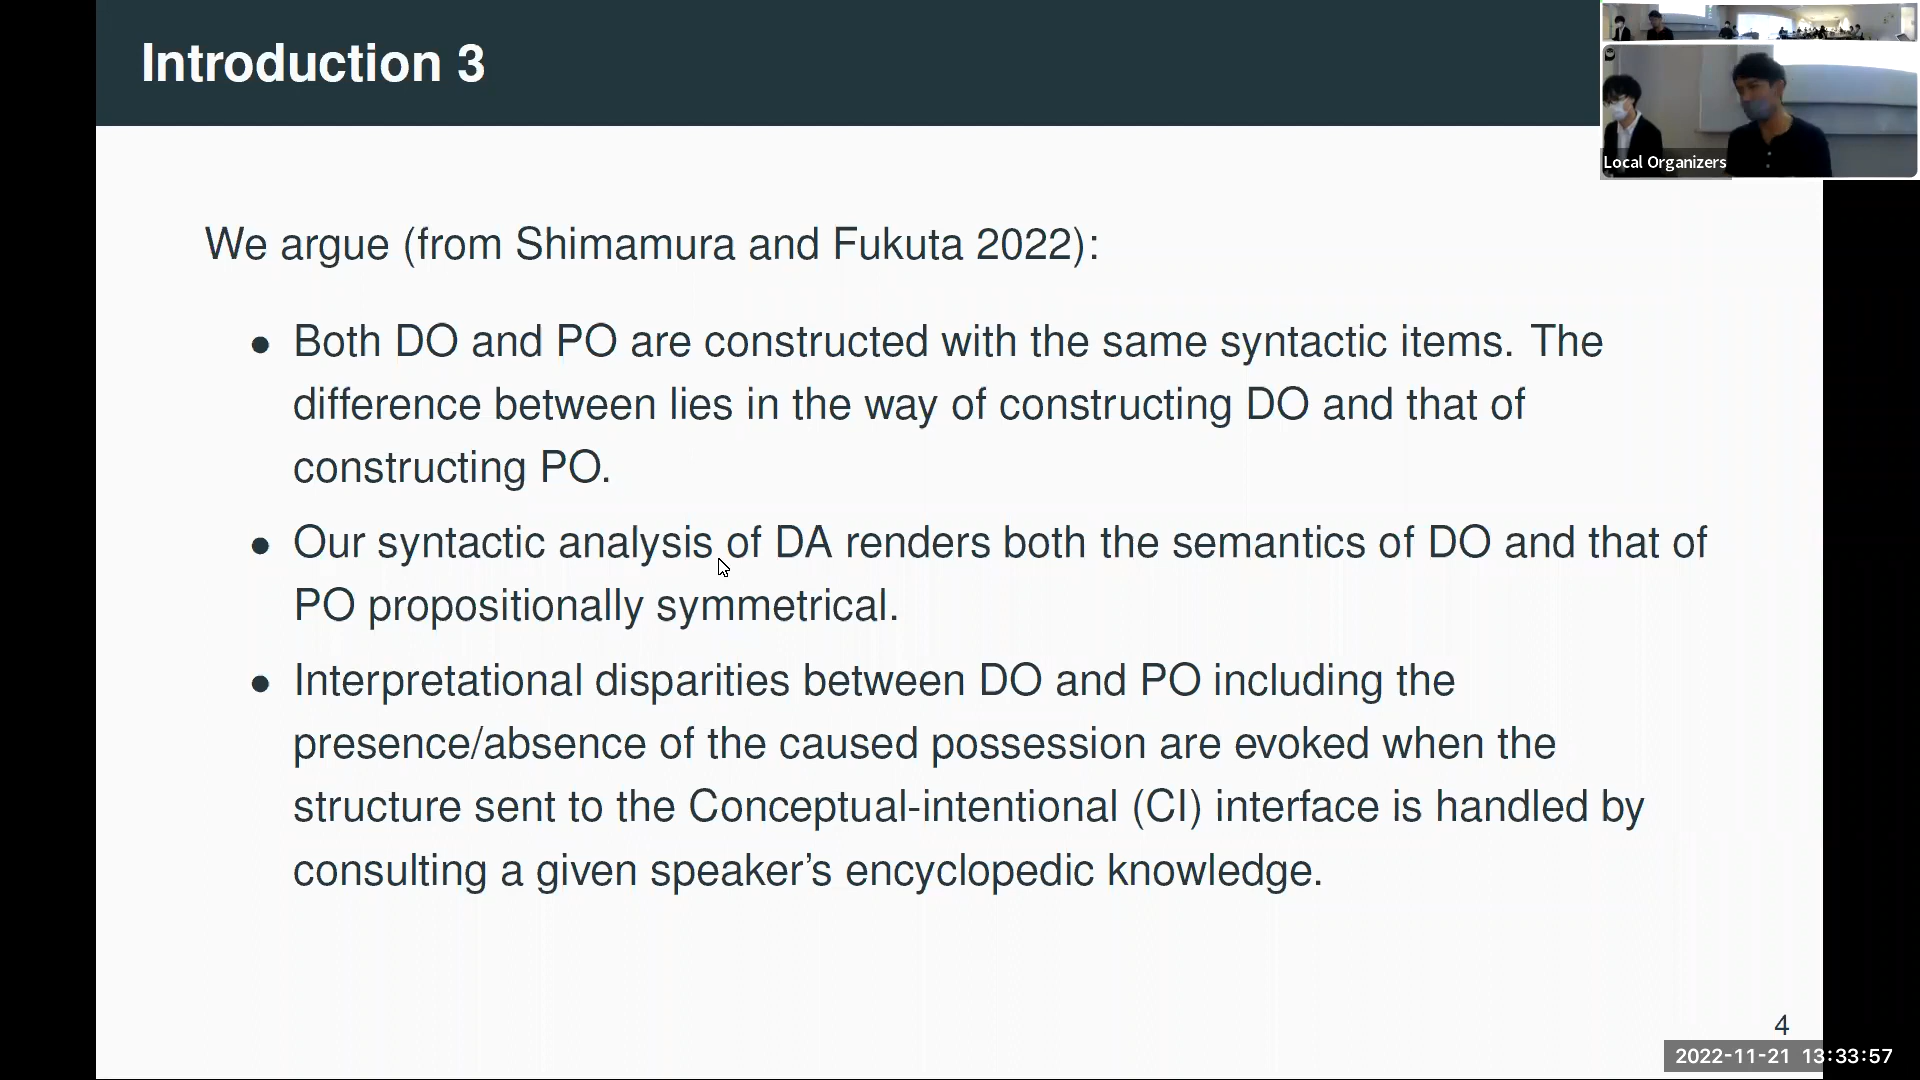 Introduction 3
Local Organizers
We argue (from Shimamura and Fukuta 2022):
• Both DO and PO are constructed with the same syntactic items. The
difference between lies in the way of constructing DO and that of
constructing PO.
• Our syntactic analysis of DA renders both the semantics of DO and that of
PO propositionally symmetrical.
• Interpretational disparities between DO and PO including the
presence/absence of the caused possession are evoked when the
structure sent to the Conceptual-intentional (CI) interface is handled by
consulting a given speaker’s encyclopedic knowledge.
4
2022-11-21 13:33:57